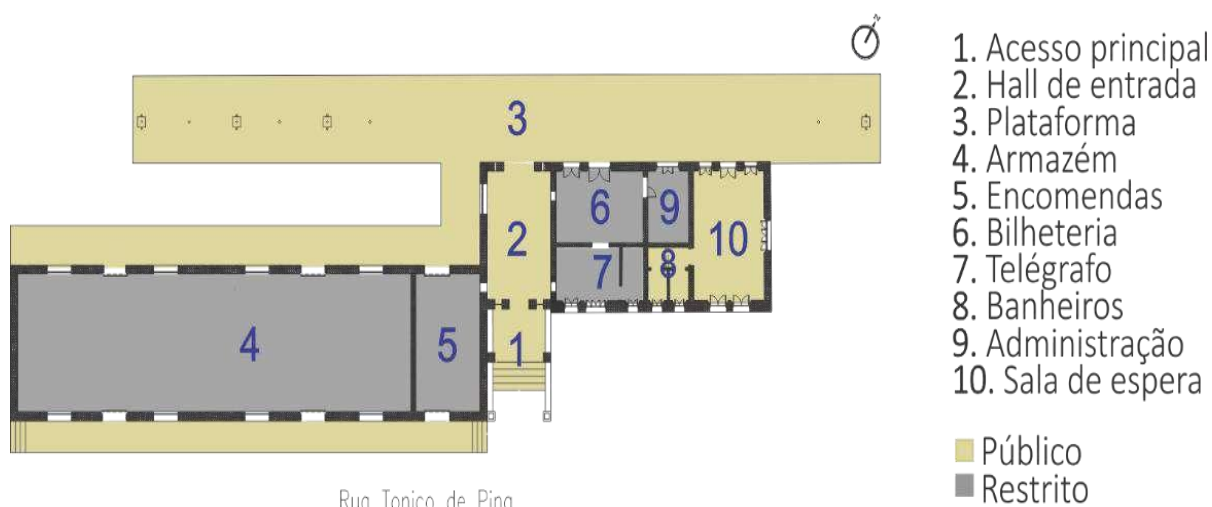 N
3
6
9
2
10
7
8
4
5
1
Rua Tonico de Pina
1. Acesso principal
2. Hall de entrada
3. Plataforma
4. Armazém
5. Encomendas
6. Bilheteria
7. Telégrafo
8. Banheiros
9. Administração
10. Sala de espera
Público
Restrito